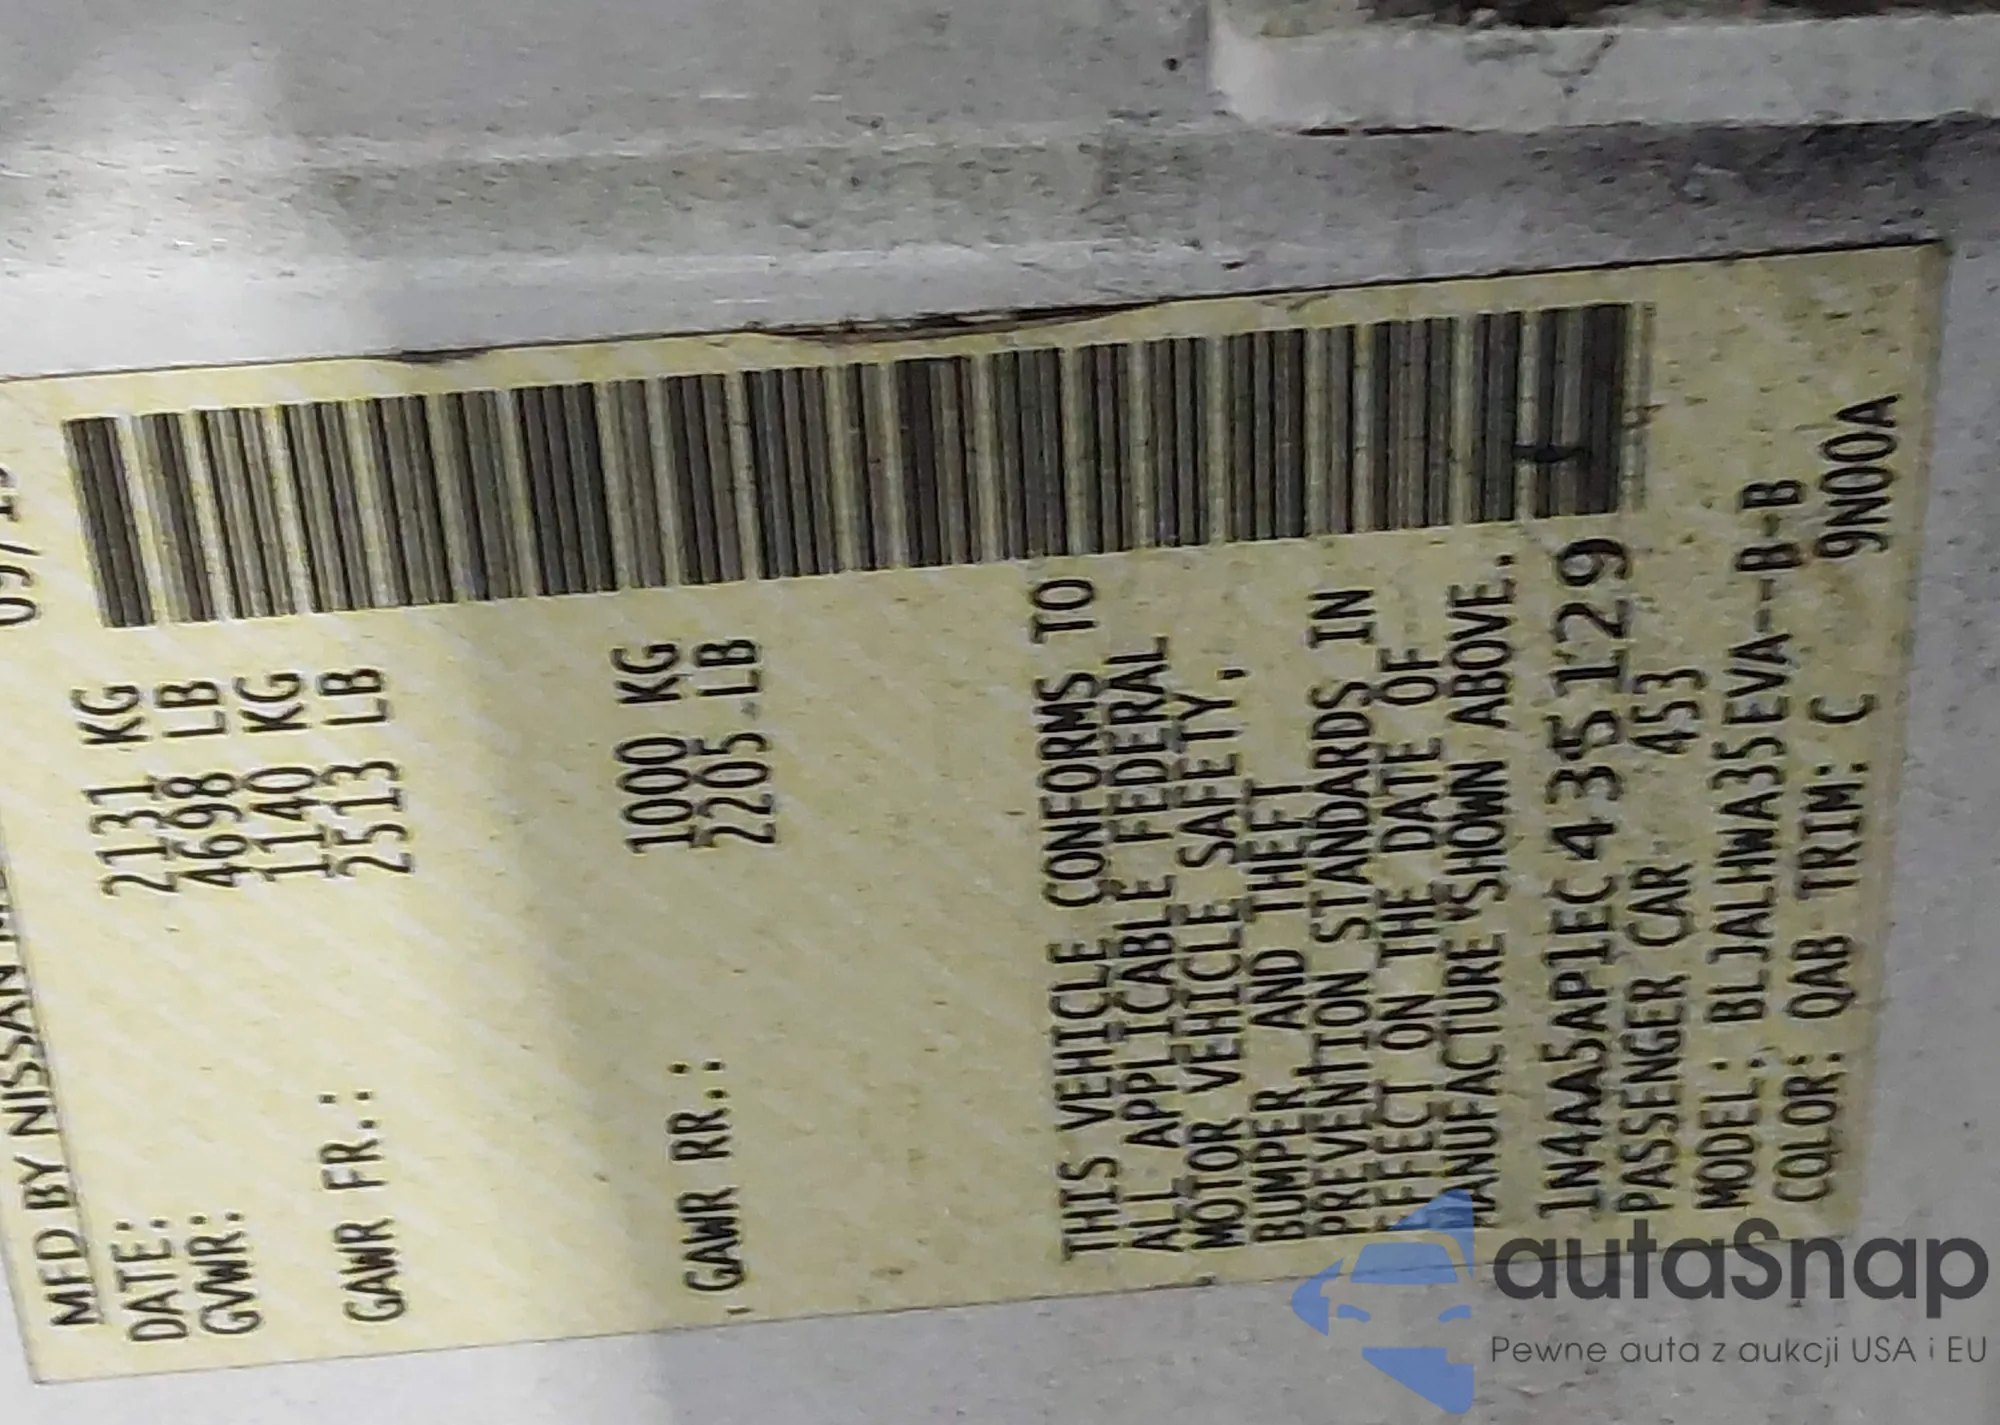 MFD BY NISSAN
DATE:
GVWR: 2131 KG
4698 LB
GAWR FR.: 1140 KG
2513 LB
GAWR RR.: 1000 KG
2205 LB
THIS VEHICLE CONFORMS TO
ALL APPLICABLE FEDERAL
MOTOR VEHICLE SAFETY,
BUMPER AND THEFT
PREVENTION STANDARDS IN
EFFECT ON THE DATE OF
MANUFACTURE SHOWN ABOVE.
1N4AA5AP1EC435129
PASSENGER CAR 453
MODEL: BLJALHWA35EVA--B-B
COLOR: QAB TRIM: C 9N00A
autaSnap
Pewne auta z aukcji USA i EU